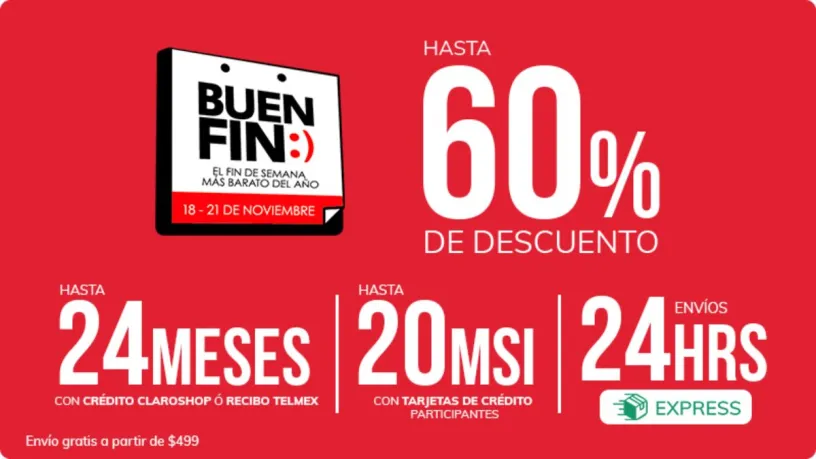 BUEN
FIN:)
EL FIN DE SEMANA
MÁS BARATO DEL AÑO
18 - 21 DE NOVIEMBRE
HASTA
60%
DE DESCUENTO
HASTA
24MESES
CON CRÉDITO CLAROSHOP Ó RECIBO TELMEX
HASTA
20MSI
CON TARJETAS DE CRÉDITO
PARTICIPANTES
ENVÍOS
24HRS
EXPRESS
Envío gratis a partir de $499